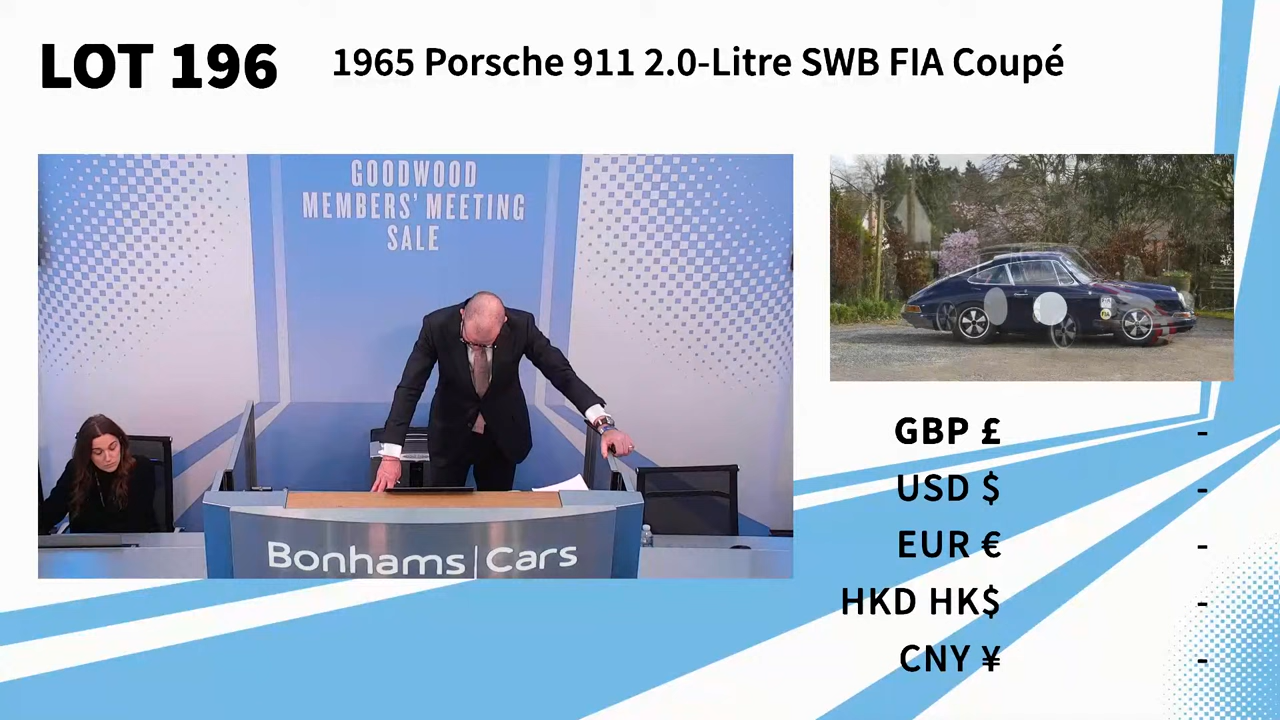 LOT 196
1965 Porsche 911 2.0-Litre SWB FIA Coupé
GOODWOOD
MEMBERS' MEETING
SALE
Bonhams|Cars
FIA
GBP £ -
USD $ -
EUR € -
HKD HK$ -
CNY ¥ -